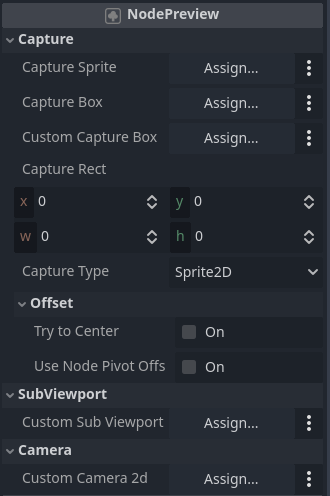 NodePreview
Capture
Capture Sprite Assign...
Capture Box Assign...
Custom Capture Box Assign...
Capture Rect
x 0 y 0
w 0 h 0
Capture Type Sprite2D
Offset
Try to Center On
Use Node Pivot Offs On
SubViewport
Custom Sub Viewport Assign...
Camera
Custom Camera 2d Assign...